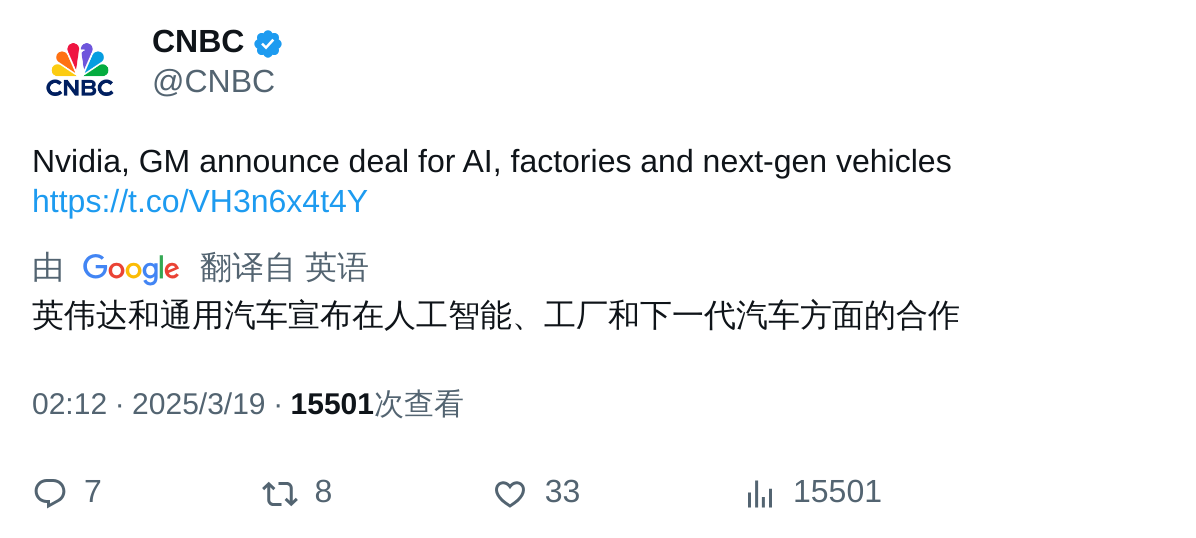 CNBC
CNBC
@CNBC
Nvidia, GM announce deal for AI, factories and next-gen vehicles
https://t.co/VH3n6x4t4Y
由 Google 翻译自 英语
英伟达和通用汽车宣布在人工智能、工厂和下一代汽车方面的合作
02:12 · 2025/3/19 · 15501次查看
7 8 33 15501